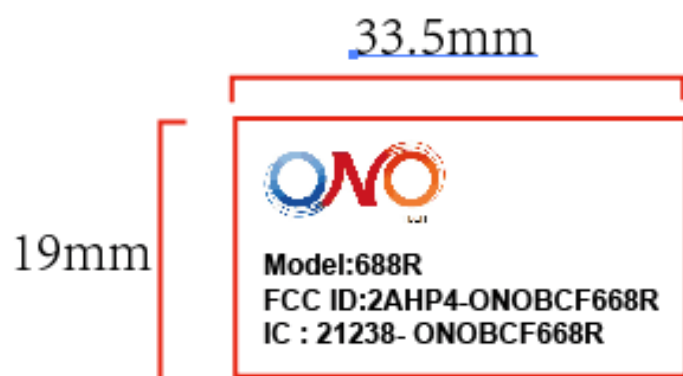 33.5mm
19mm
ONO
Model:688R
FCC ID:2AHP4-ONOBCF668R
IC : 21238- ONOBCF668R